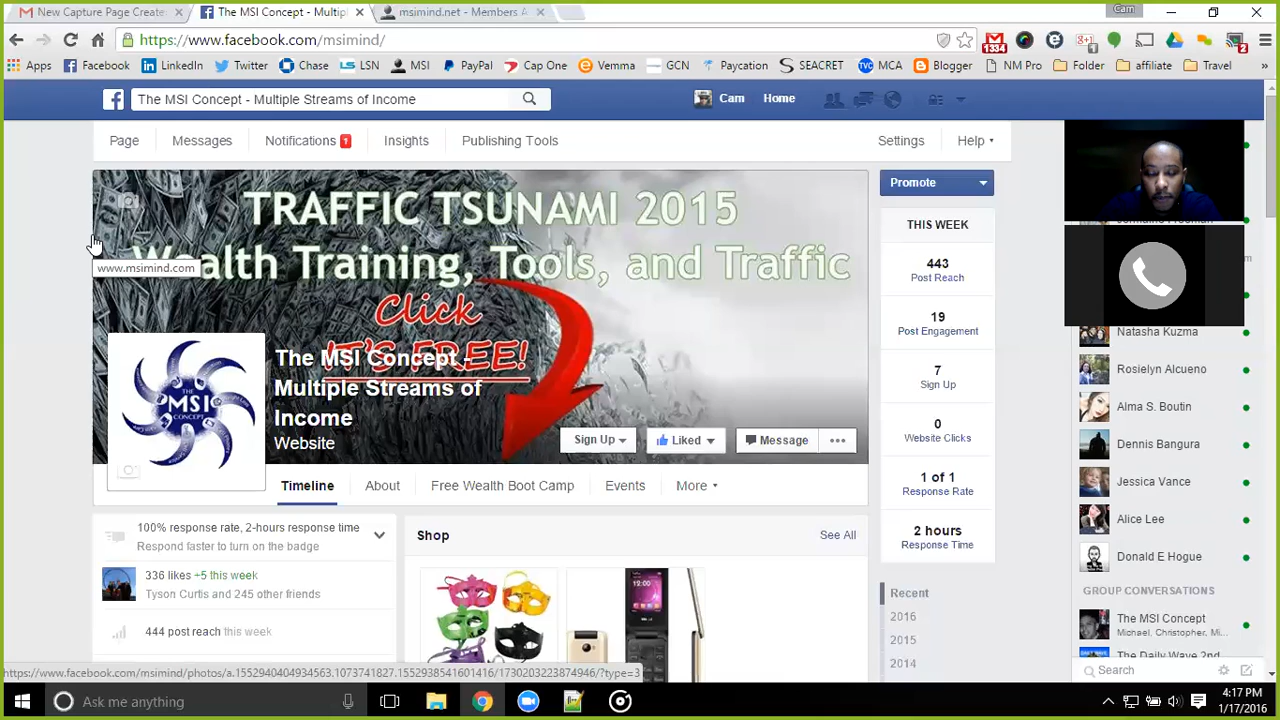 New Capture Page Create
The MSI Concept - Multipl
msimind.net - Members A
Cam
https://www.facebook.com/msimind/
1334
1
2
Apps
Facebook
LinkedIn
Twitter
Chase
LSN
MSI
PayPal
Cap One
Vemma
GCN
Paycation
SEACRET
MCA
Blogger
NM Pro
Folder
affiliate
Travel
The MSI Concept - Multiple Streams of Income
Cam
Home
Page
Messages
Notifications 1
Insights
Publishing Tools
Settings
Help
TRAFFIC TSUNAMI 2015
Wealth Training, Tools, and Traffic
www.msimind.com
Click
IT'S FREE!
THE MSI CONCEPT
The MSI Concept -
Multiple Streams of
Income
Website
Sign Up
Liked
Message
Timeline
About
Free Wealth Boot Camp
Events
More
Promote
THIS WEEK
443
Post Reach
19
Post Engagement
7
Sign Up
0
Website Clicks
1 of 1
Response Rate
2 hours
Response Time
Recent
2016
2015
2014
100% response rate, 2-hours response time
Respond faster to turn on the badge
336 likes +5 this week
Tyson Curtis and 245 other friends
444 post reach this week
Shop
See All
12:00
Natasha Kuzma
Rosielyn Alcueno
Alma S. Boutin
Dennis Bangura
Jessica Vance
Alice Lee
Donald E Hogue
GROUP CONVERSATIONS
The MSI Concept
Michael, Christopher, Mi...
The Daily Wave 2nd
Search
https://www.facebook.com/msimind/photos/a.1552940404934563.1073741827.1552938541601416/1730203223874946/?type=3
Ask me anything
4:17 PM
1/17/2016